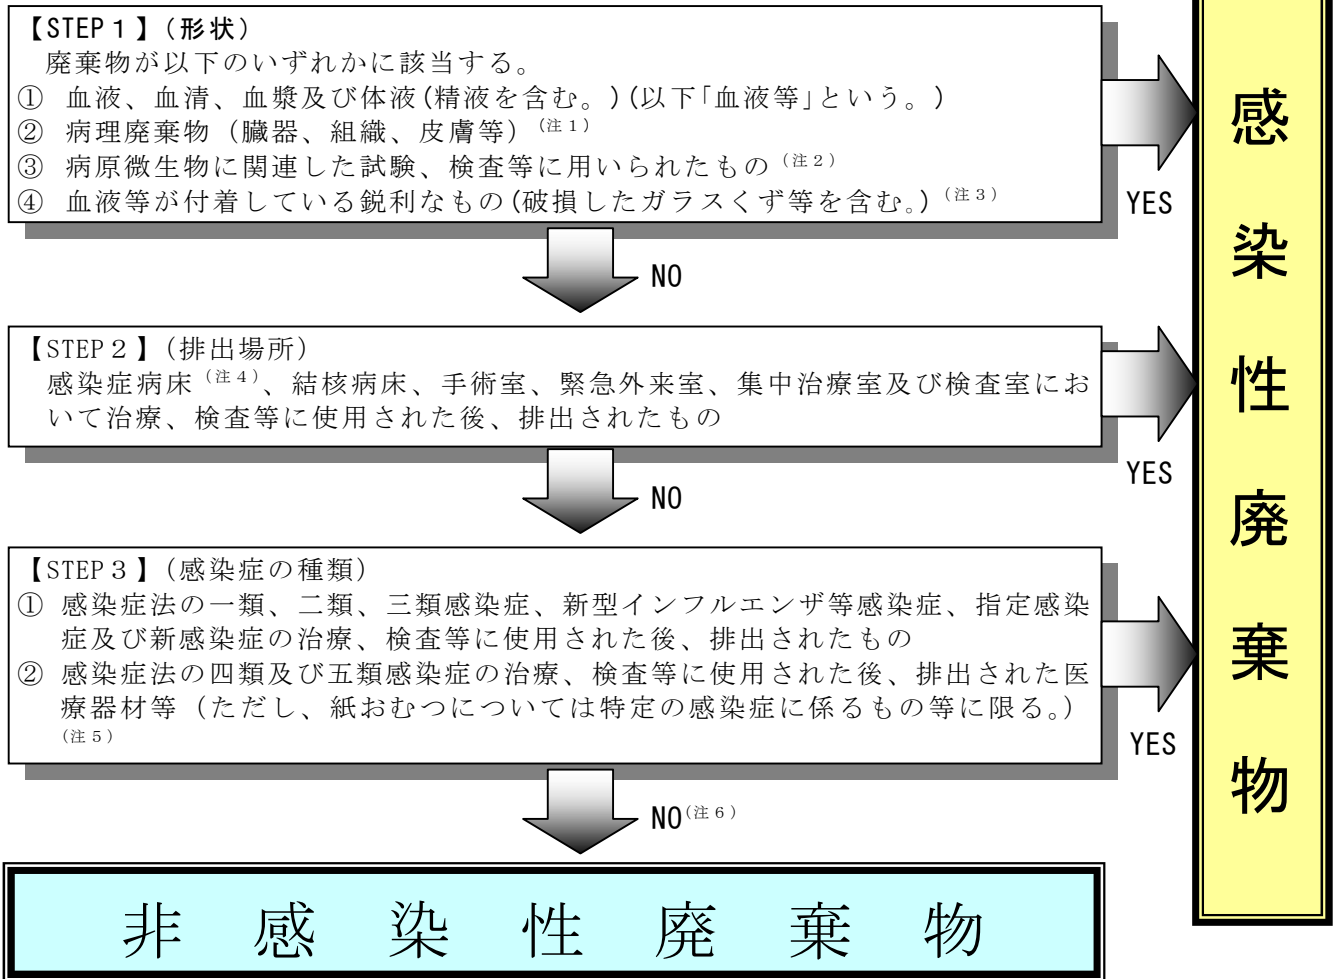 【STEP１】(形状)
廃棄物が以下のいずれかに該当する。
① 血液、血清、血漿及び体液(精液を含む。)(以下「血液等」という。)
② 病理廃棄物（臓器、組織、皮膚等）(注１)
③ 病原微生物に関連した試験、検査等に用いられたもの(注２)
④ 血液等が付着している鋭利なもの(破損したガラスくず等を含む。)(注３)
YES
NO
【STEP２】(排出場所)
感染症病床(注４)、結核病床、手術室、緊急外来室、集中治療室及び検査室にお
いて治療、検査等に使用された後、排出されたもの
YES
NO
【STEP３】(感染症の種類)
① 感染症法の一類、二類、三類感染症、新型インフルエンザ等感染症、指定感染
症及び新感染症の治療、検査等に使用された後、排出されたもの
② 感染症法の四類及び五類感染症の治療、検査等に使用された後、排出された医
療器材等（ただし、紙おむつについては特定の感染症に係るもの等に限る。）
(注５)
YES
NO(注６)
感染性廃棄物
非感染性廃棄物